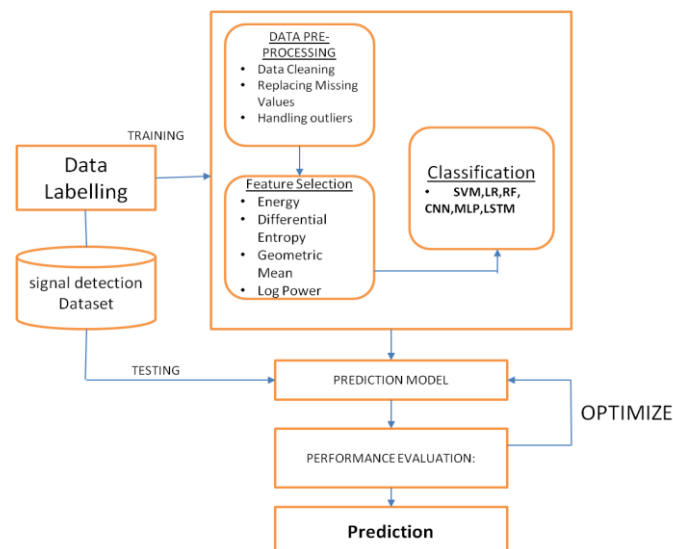 DATA PRE-
PROCESSING
• Data Cleaning
• Replacing Missing
Values
• Handling outliers
TRAINING
Data
Labelling
Feature Selection
• Energy
• Differential
Entropy
• Geometric
Mean
• Log Power
Classification
• SVM,LR,RF,
CNN,MLP,LSTM
signal detection
Dataset
TESTING
PREDICTION MODEL
OPTIMIZE
PERFORMANCE EVALUATION:
Prediction